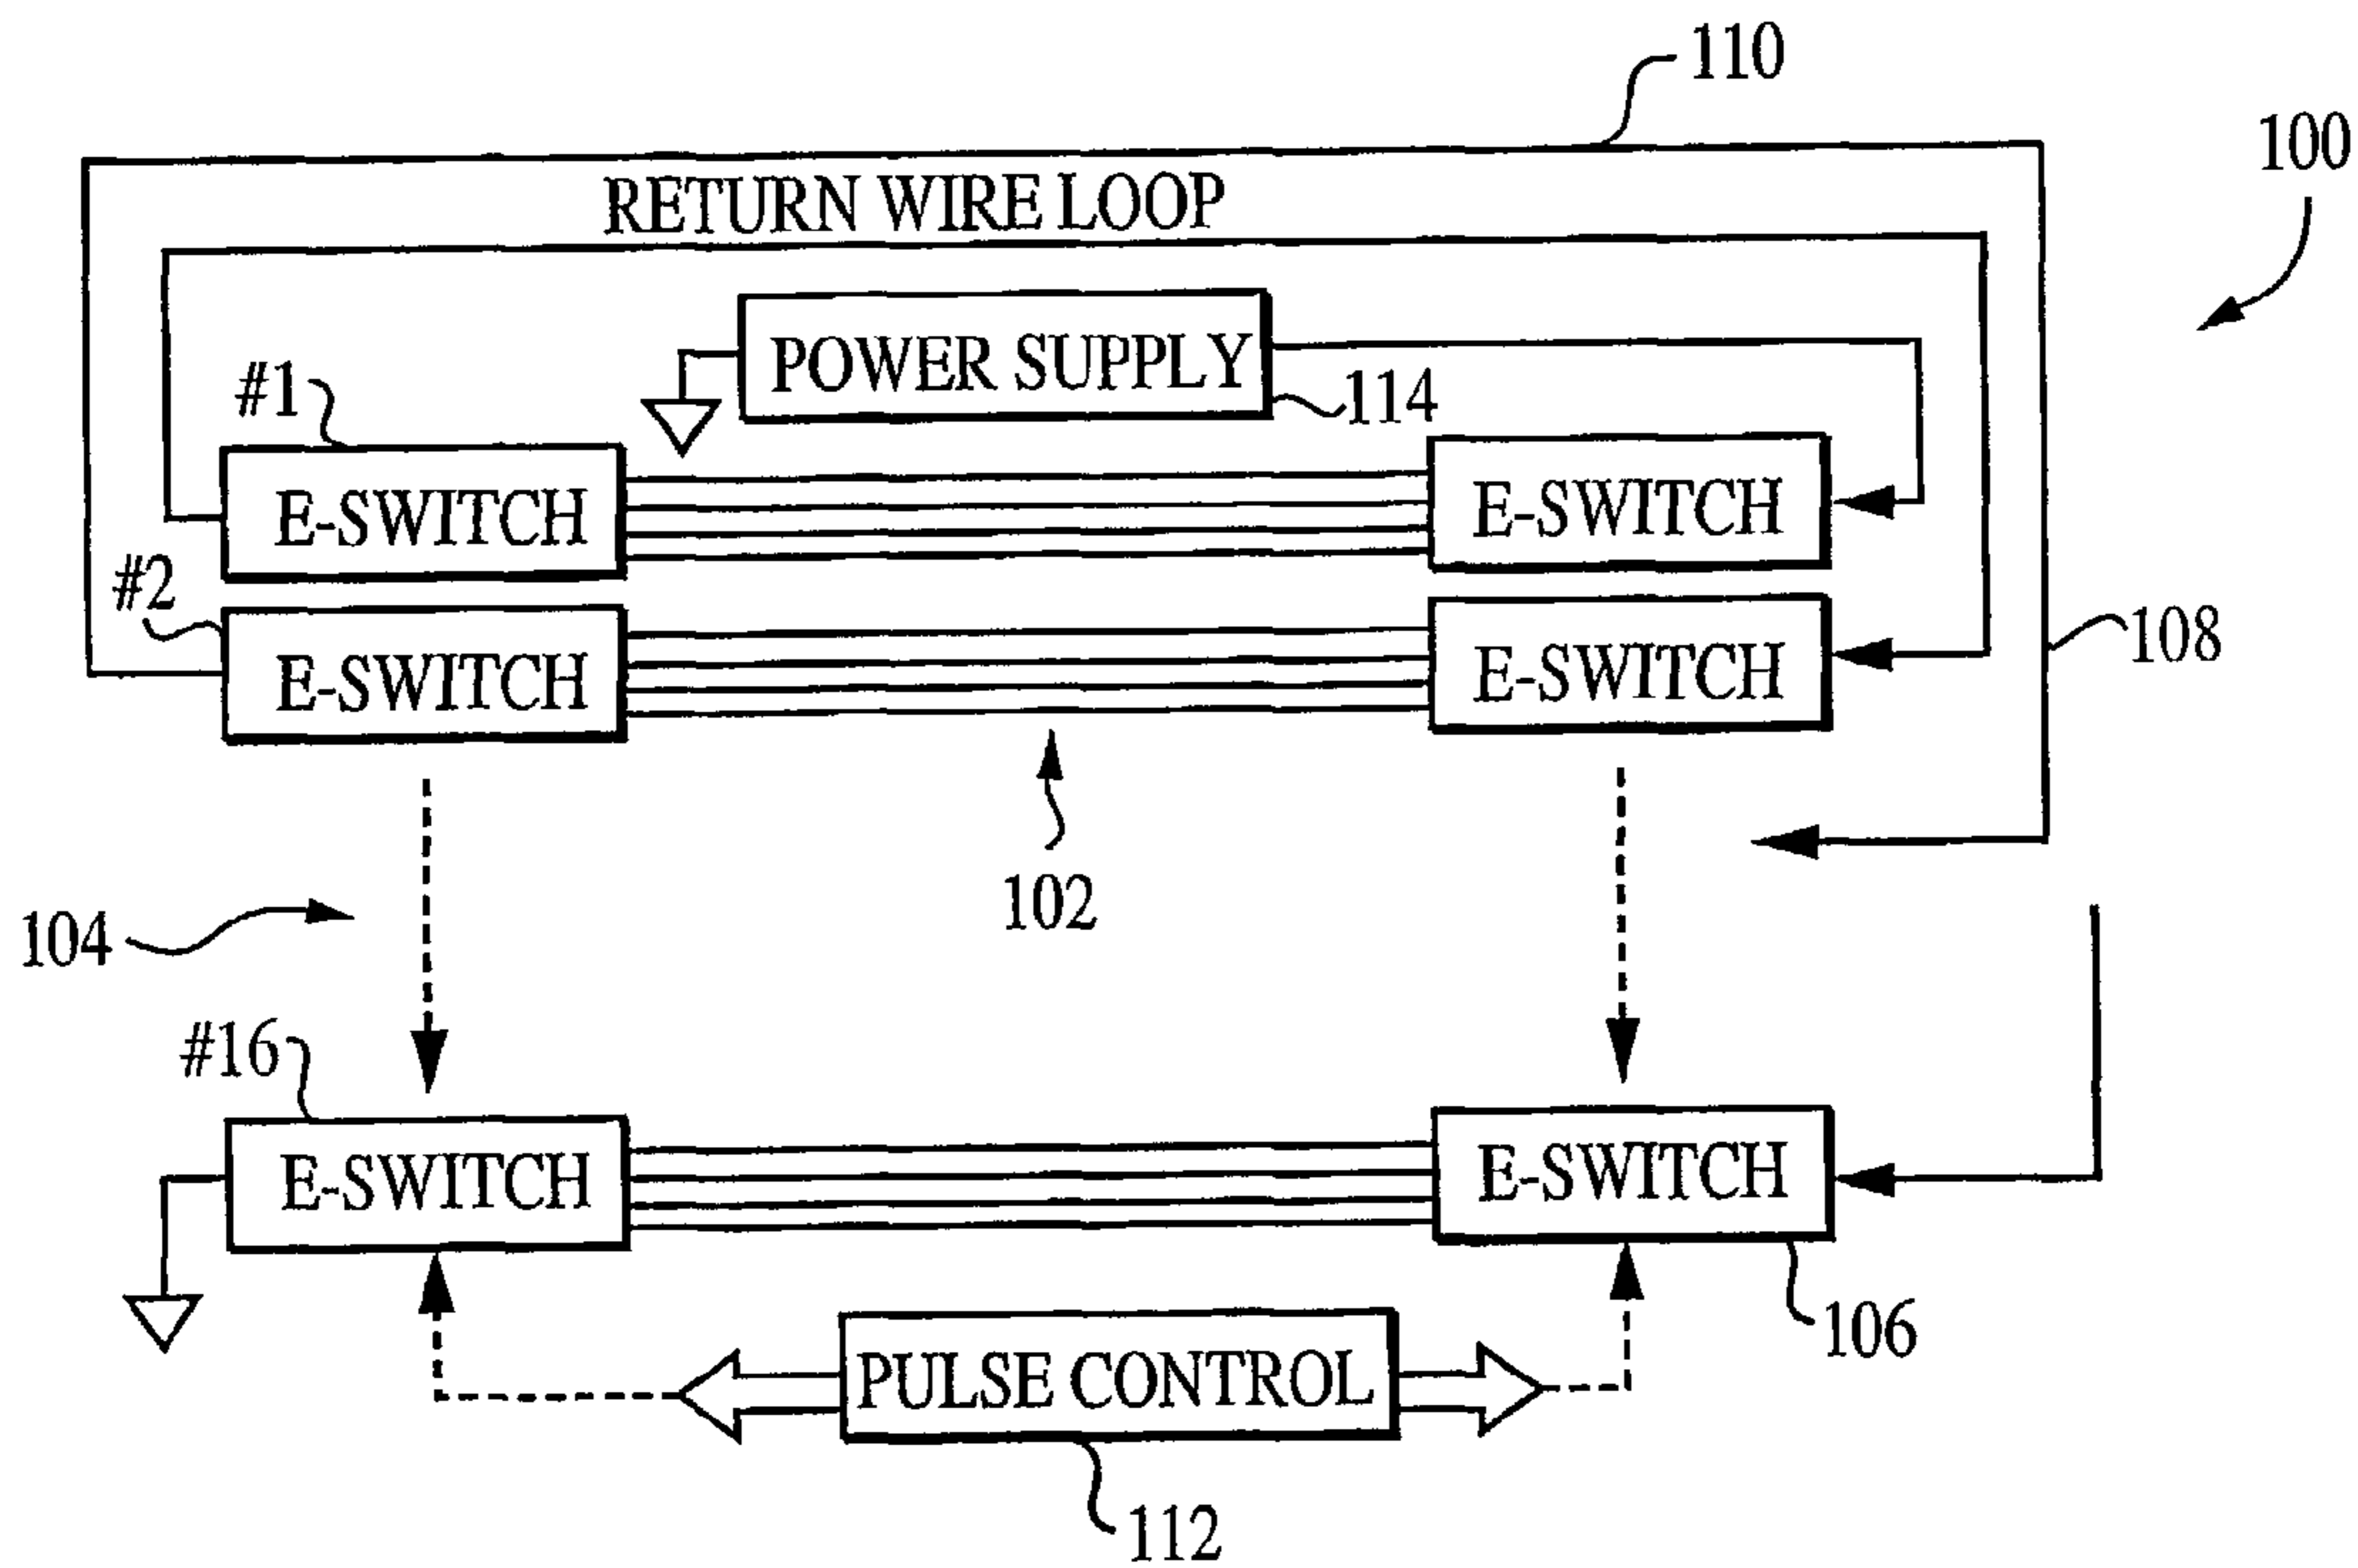 110
100
RETURN WIRE LOOP
POWER SUPPLY
114
#1
E-SWITCH
E-SWITCH
#2
E-SWITCH
E-SWITCH
108
102
104
#16
E-SWITCH
E-SWITCH
106
PULSE CONTROL
112